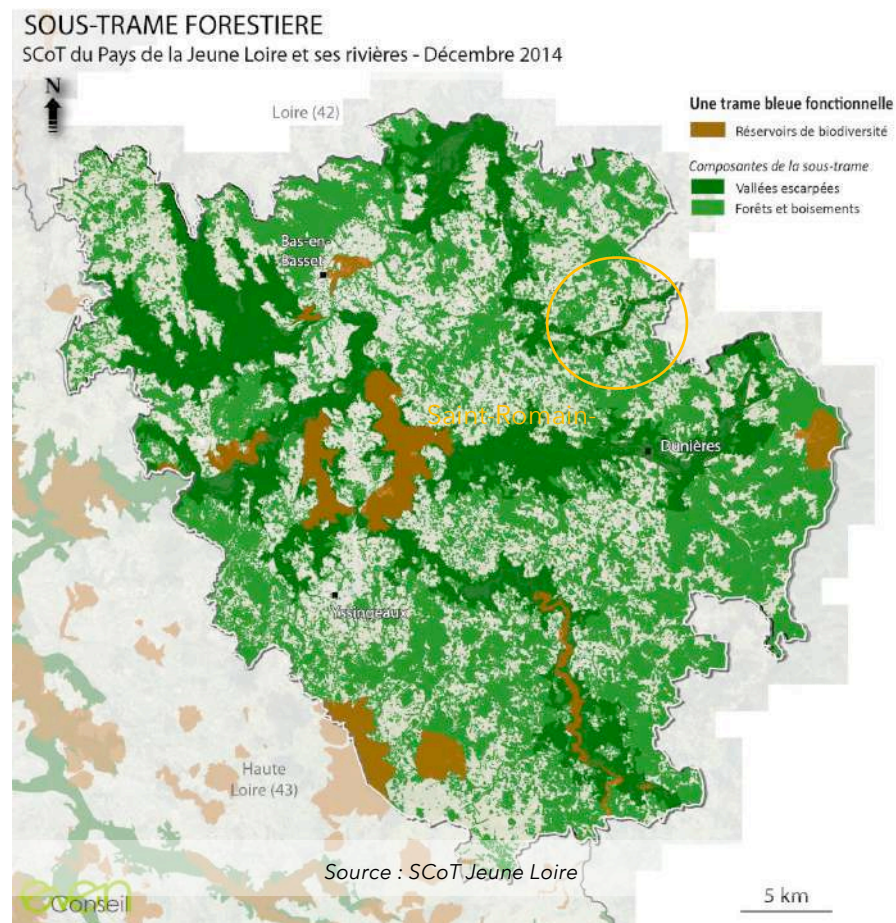 SOUS-TRAME FORESTIERE
SCoT du Pays de la Jeune Loire et ses rivières - Décembre 2014
N
Loire (42)
Une trame bleue fonctionnelle
Réservoirs de biodiversité
Composantes de la sous-trame
Vallées escarpées
Forêts et boisements
Bas-en-
Basset
Saint Romain
Dunières
Yssingeaux
Haute
Loire (43)
Source : SCoT Jeune Loire
even
Conseil
5 km